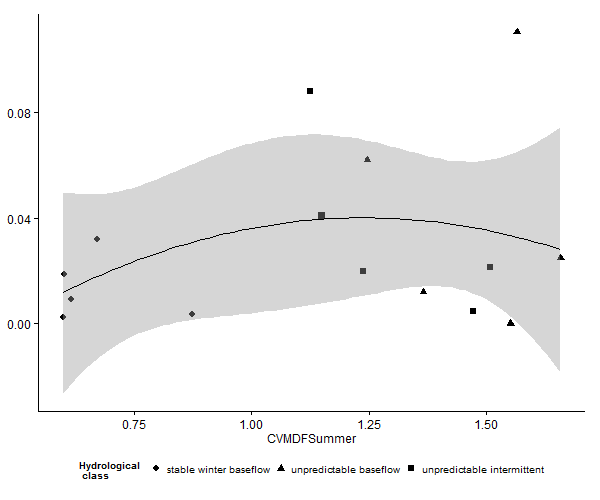 0.08
0.04
0.00
0.75 1.00 1.25 1.50
CVMDFSummer
Hydrological
class
stable winter baseflow unpredictable baseflow unpredictable intermittent